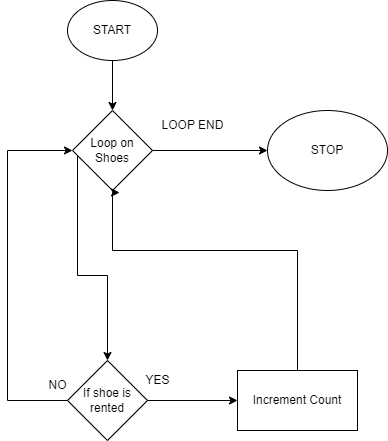 START
LOOP END
Loop on
Shoes
STOP
NO
YES
If shoe is
rented
Increment Count